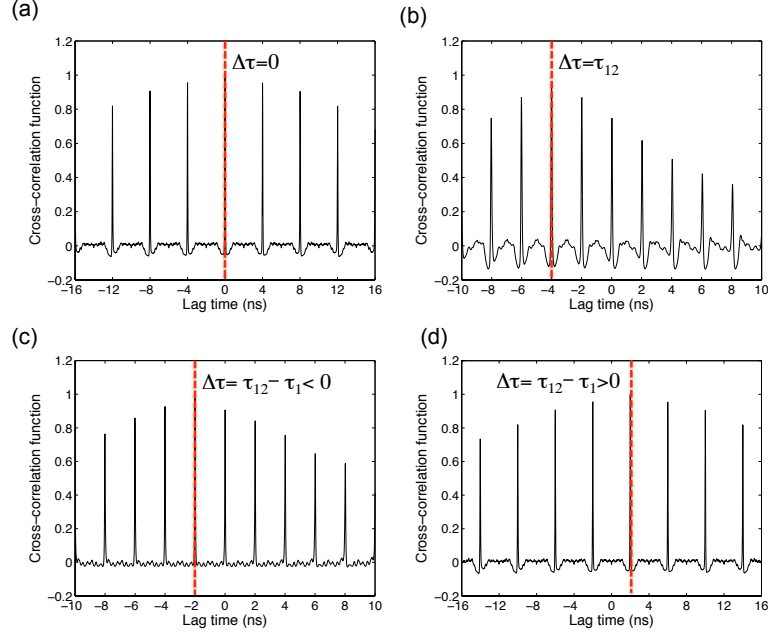 (a)
Cross−correlation function
1.2
1
0.8
0.6
0.4
0.2
0
−0.2
Δτ=0
−16 −12 −8 −4 0 4 8 12 16
Lag time (ns)
(b)
Cross−correlation function
1.2
1
0.8
0.6
0.4
0.2
0
−0.2
Δτ=τ₁₂
−10 −8 −6 −4 −2 0 2 4 6 8 10
Lag time (ns)
(c)
Cross−correlation function
1.2
1
0.8
0.6
0.4
0.2
0
−0.2
Δτ= τ₁₂− τ₁< 0
−10 −8 −6 −4 −2 0 2 4 6 8 10
Lag time (ns)
(d)
Cross−correlation function
1.2
1
0.8
0.6
0.4
0.2
0
−0.2
Δτ= τ₁₂− τ₁>0
−16 −12 −8 −4 0 4 8 12 16
Lag time (ns)